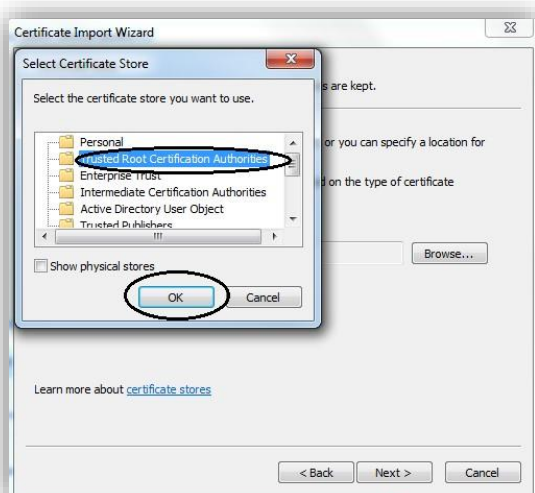 Certificate Import Wizard
Select Certificate Store
Select the certificate store you want to use.
s are kept.
Personal
Trusted Root Certification Authorities
or you can specify a location for
Enterprise Trust
d on the type of certificate
Intermediate Certification Authorities
Active Directory User Object
Trusted Publishers
Browse...
Show physical stores
OK
Cancel
Learn more about certificate stores
< Back
Next >
Cancel